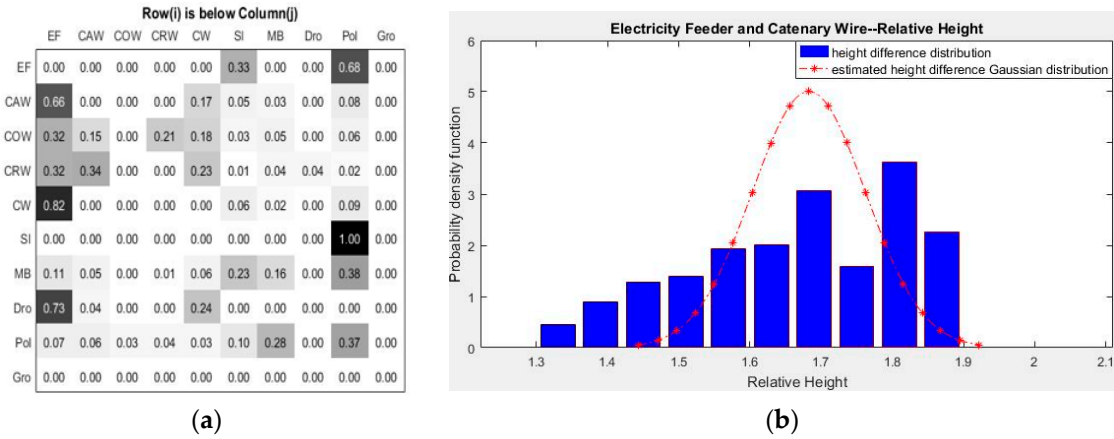 Row(i) is below Column(j)
EF CAW COW CRW CW SI MB Dro Pol Gro
EF 0.00 0.00 0.00 0.00 0.00 0.33 0.00 0.00 0.68 0.00
CAW 0.66 0.00 0.00 0.00 0.17 0.05 0.03 0.00 0.08 0.00
COW 0.32 0.15 0.00 0.21 0.18 0.03 0.05 0.00 0.06 0.00
CRW 0.32 0.34 0.00 0.00 0.23 0.01 0.04 0.04 0.02 0.00
CW 0.82 0.00 0.00 0.00 0.00 0.06 0.02 0.00 0.09 0.00
SI 0.00 0.00 0.00 0.00 0.00 0.00 0.00 0.00 1.00 0.00
MB 0.11 0.05 0.00 0.01 0.06 0.23 0.16 0.00 0.38 0.00
Dro 0.73 0.04 0.00 0.00 0.24 0.00 0.00 0.00 0.00 0.00
Pol 0.07 0.06 0.03 0.04 0.03 0.10 0.28 0.00 0.37 0.00
Gro 0.00 0.00 0.00 0.00 0.00 0.00 0.00 0.00 0.00 0.00
(a)
Electricity Feeder and Catenary Wire--Relative Height
height difference distribution
estimated height difference Gaussian distribution
Probability density function
6
5
4
3
2
1
0
1.3 1.4 1.5 1.6 1.7 1.8 1.9 2 2.1
Relative Height
(b)